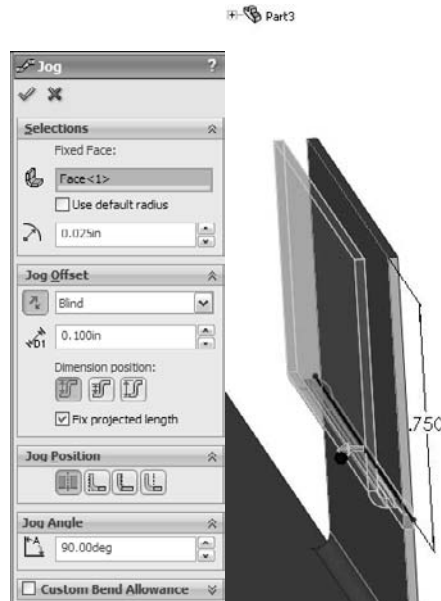 Part3
Jog ?
Selections
Fixed Face:
Face<1>
Use default radius
0.025in
Jog Offset
Blind
D1 0.100in
Dimension position:
Fix projected length
Jog Position
Jog Angle
A 90.00deg
Custom Bend Allowance
.750